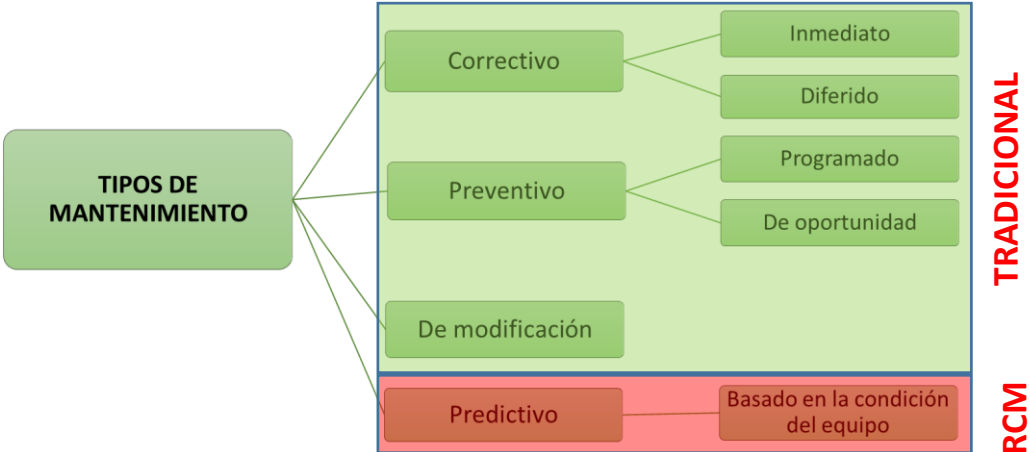 TIPOS DE
MANTENIMIENTO
Correctivo
Inmediato
Diferido
Preventivo
Programado
De oportunidad
De modificación
Predictivo
Basado en la condición
del equipo
TRADICIONAL
RCM